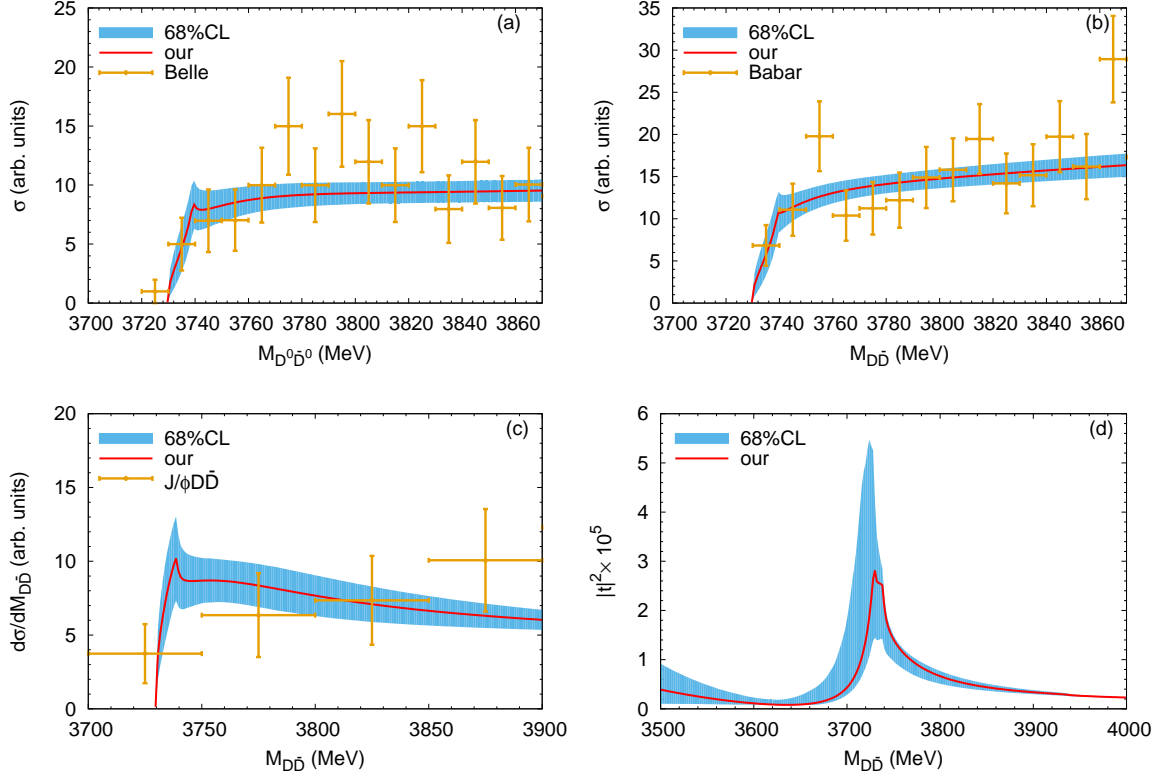 (a)
68%CL
our
Belle
σ (arb. units)
25
20
15
10
5
0
3700 3720 3740 3760 3780 3800 3820 3840 3860
M_{D⁰D̄⁰} (MeV)
(b)
68%CL
our
Babar
σ (arb. units)
35
30
25
20
15
10
5
0
3700 3720 3740 3760 3780 3800 3820 3840 3860
M_{DD̄} (MeV)
(c)
68%CL
our
J/ϕDD̄
dσ/dM_{DD̄} (arb. units)
20
15
10
5
0
3700 3750 3800 3850 3900
M_{DD̄} (MeV)
(d)
68%CL
our
|t|²× 10⁵
6
5
4
3
2
1
0
3500 3600 3700 3800 3900 4000
M_{DD̄} (MeV)